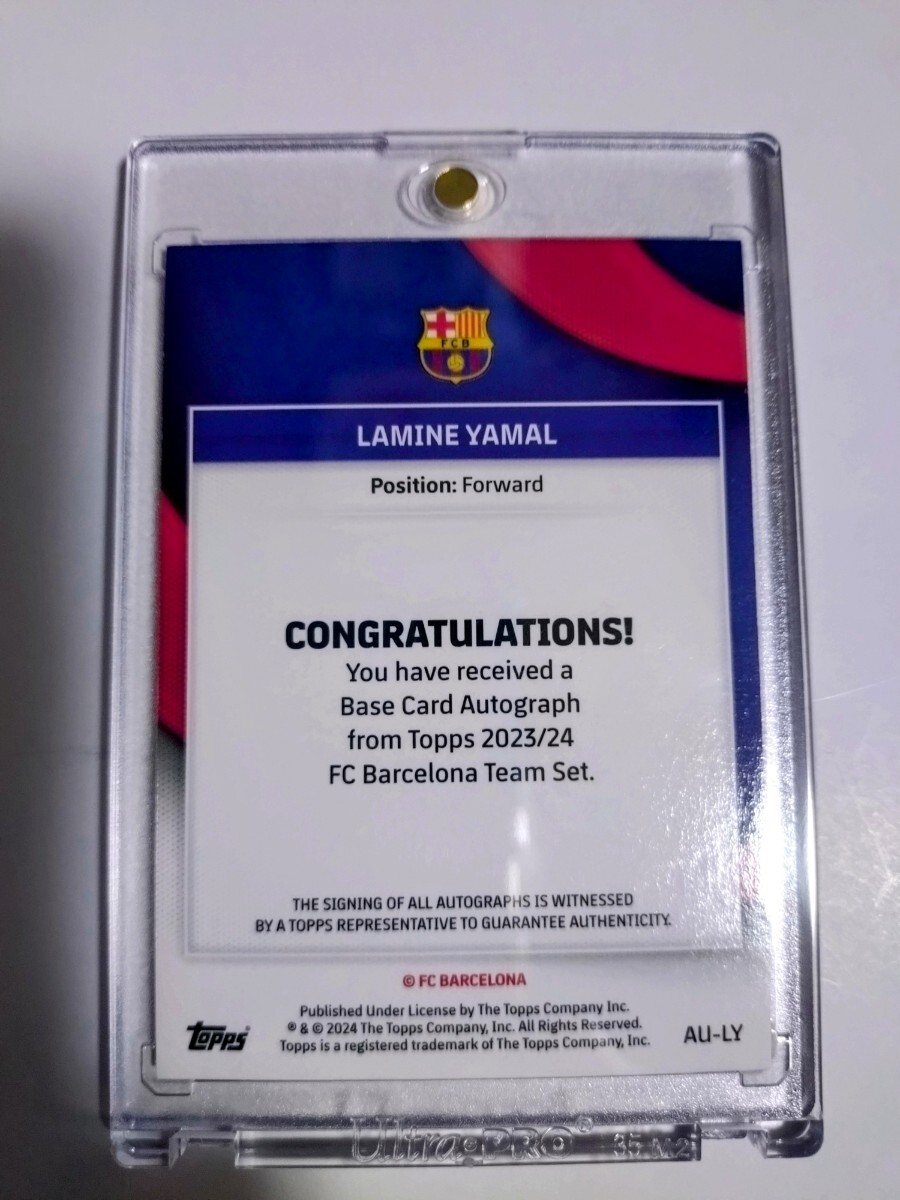 FCB
LAMINE YAMAL
Position: Forward
CONGRATULATIONS!
You have received a
Base Card Autograph
from Topps 2023/24
FC Barcelona Team Set.
THE SIGNING OF ALL AUTOGRAPHS IS WITNESSED
BY A TOPPS REPRESENTATIVE TO GUARANTEE AUTHENTICITY.
© FC BARCELONA
Published Under License by The Topps Company Inc.
® & © 2024 The Topps Company, Inc. All Rights Reserved.
Topps is a registered trademark of The Topps Company, Inc.
topps®
AU-LY
Ultra·PRO®